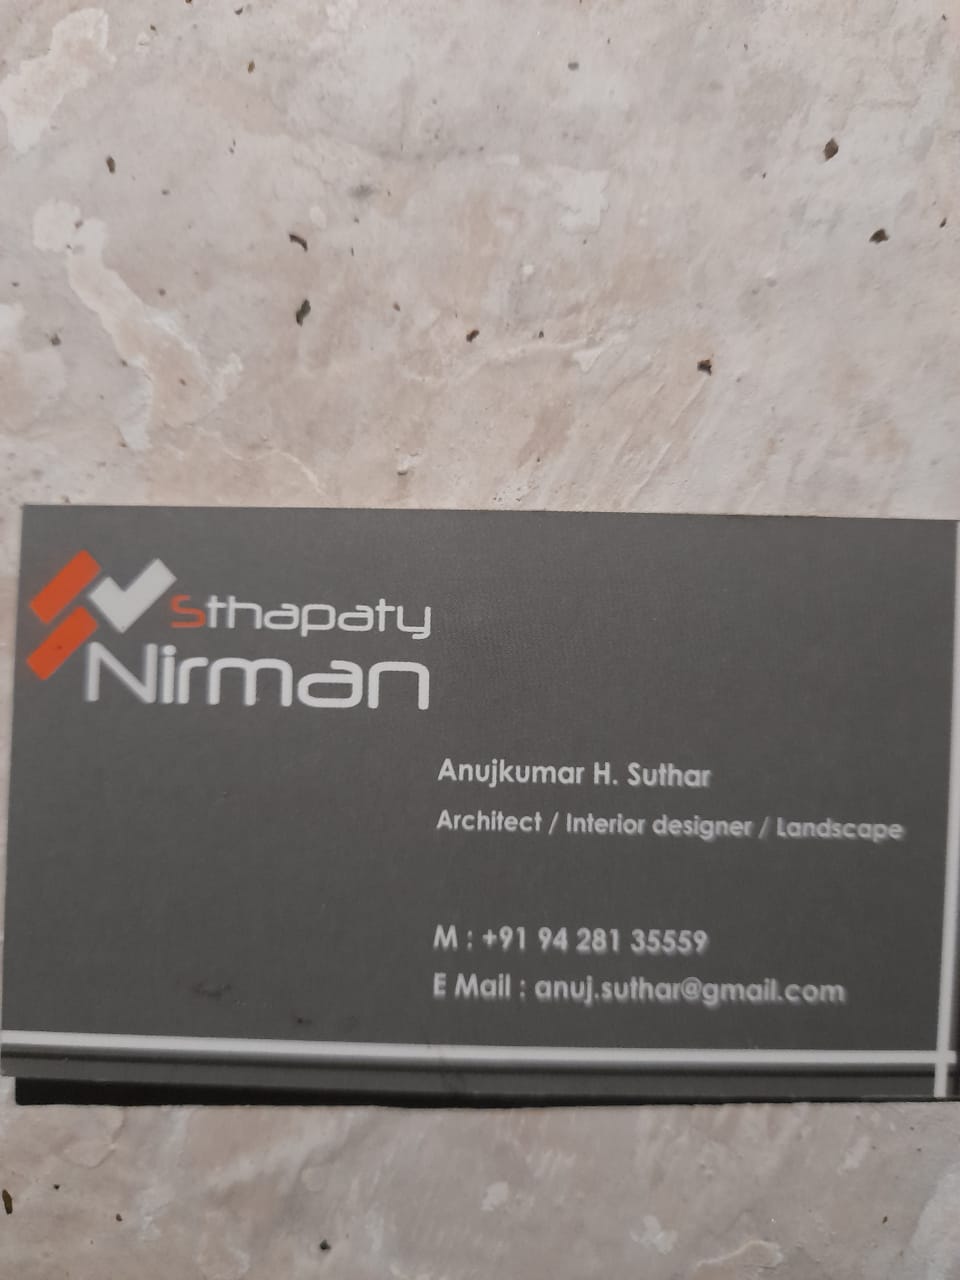 Sthapaty
Nirman
Anujkumar H. Suthar
Architect / Interior designer / Landscape
M : +91 94 281 35559
E Mail : anuj.suthar@gmail.com